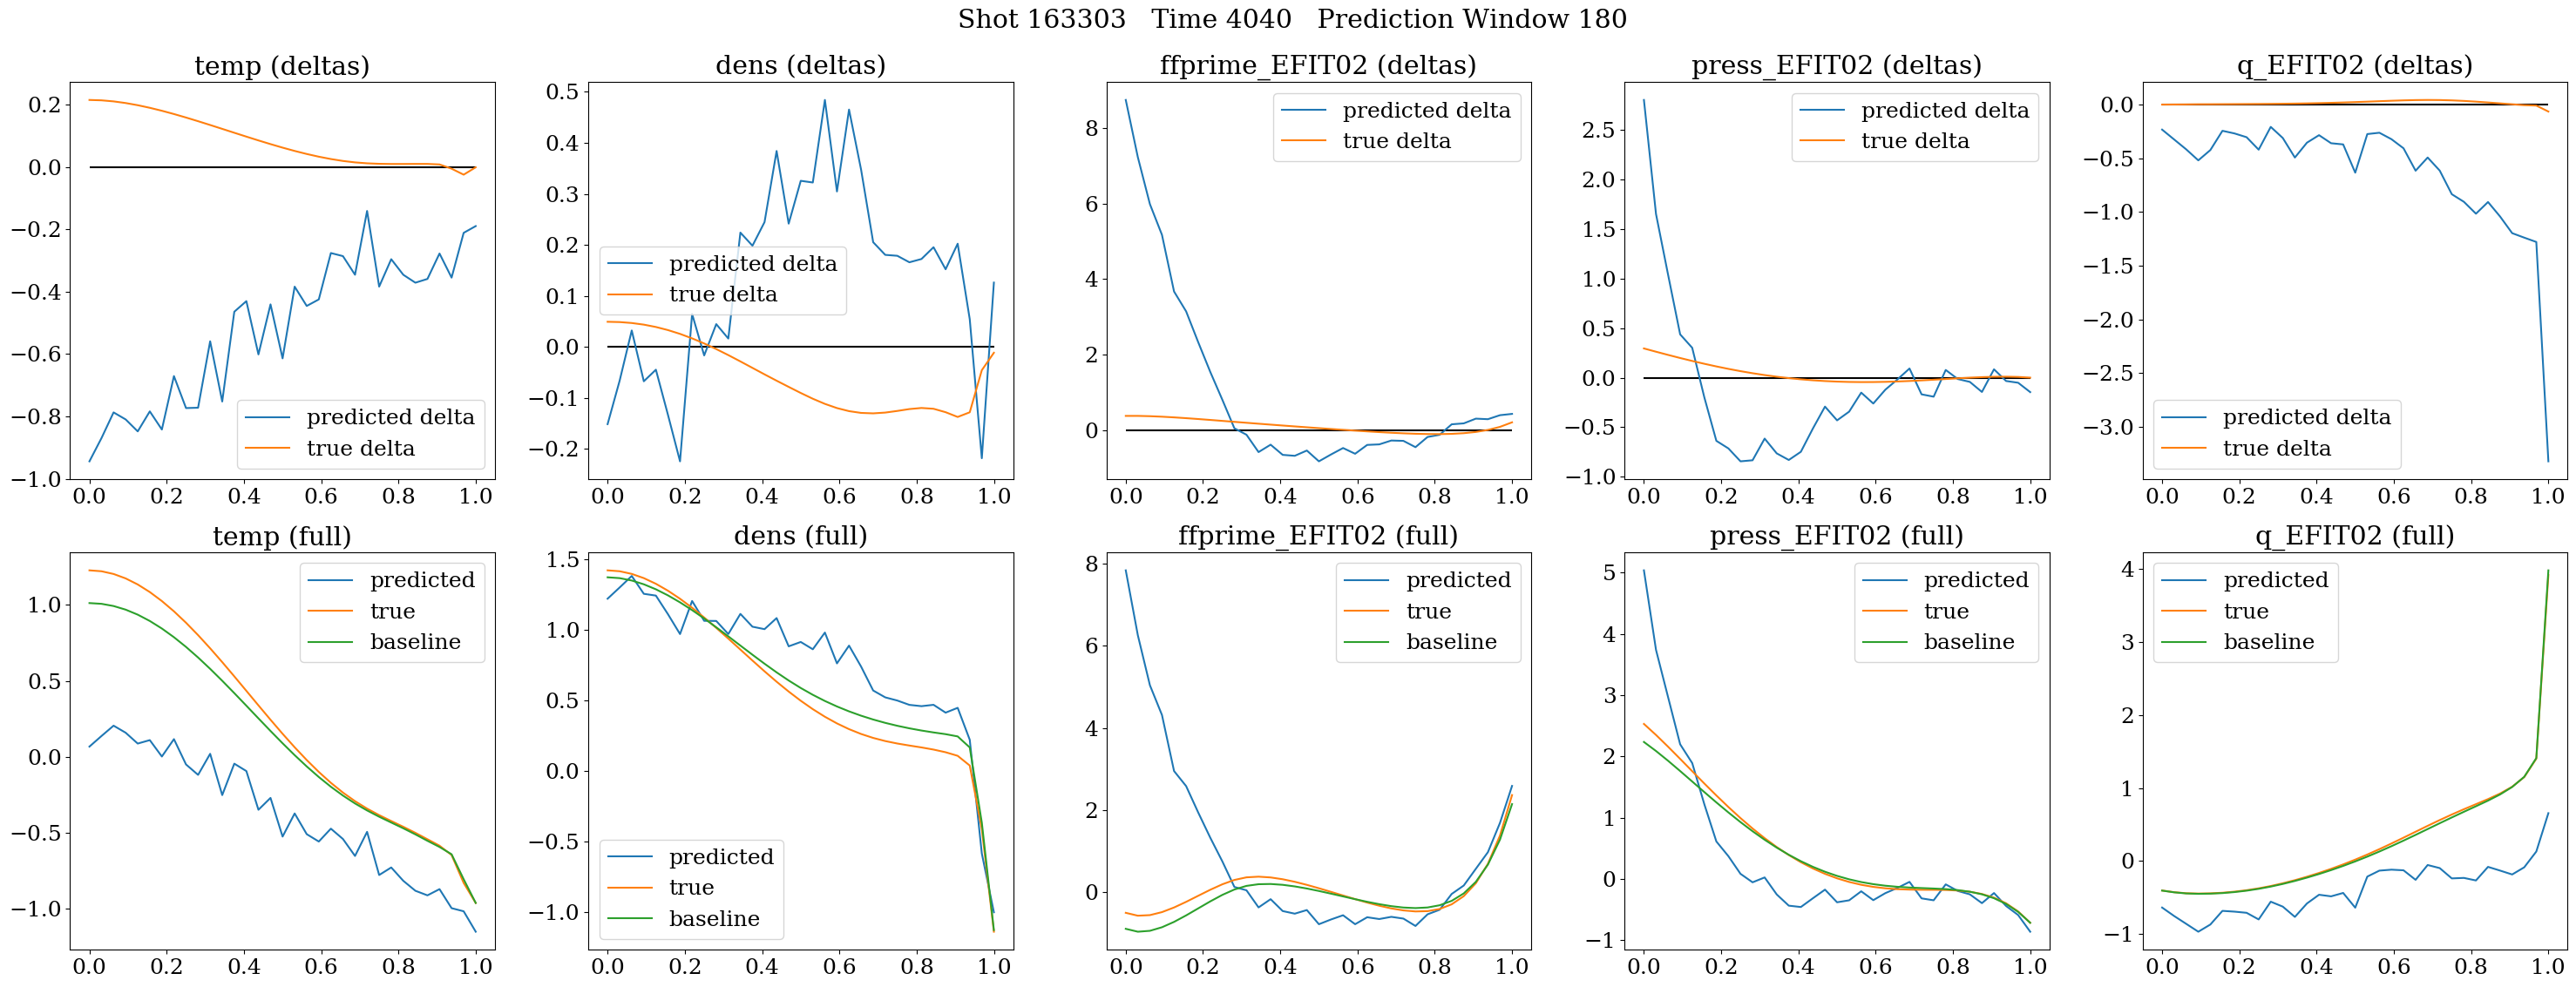 Shot 163303   Time 4040   Prediction Window 180
temp (deltas)
0.2
0.0
−0.2
−0.4
−0.6
−0.8
−1.0
predicted delta
true delta
0.0 0.2 0.4 0.6 0.8 1.0
dens (deltas)
0.5
0.4
0.3
0.2
0.1
0.0
−0.1
−0.2
predicted delta
true delta
0.0 0.2 0.4 0.6 0.8 1.0
ffprime_EFIT02 (deltas)
8
6
4
2
0
predicted delta
true delta
0.0 0.2 0.4 0.6 0.8 1.0
press_EFIT02 (deltas)
2.5
2.0
1.5
1.0
0.5
0.0
−0.5
−1.0
predicted delta
true delta
0.0 0.2 0.4 0.6 0.8 1.0
q_EFIT02 (deltas)
0.0
−0.5
−1.0
−1.5
−2.0
−2.5
−3.0
predicted delta
true delta
0.0 0.2 0.4 0.6 0.8 1.0
temp (full)
1.0
0.5
0.0
−0.5
−1.0
predicted
true
baseline
0.0 0.2 0.4 0.6 0.8 1.0
dens (full)
1.5
1.0
0.5
0.0
−0.5
−1.0
predicted
true
baseline
0.0 0.2 0.4 0.6 0.8 1.0
ffprime_EFIT02 (full)
8
6
4
2
0
predicted
true
baseline
0.0 0.2 0.4 0.6 0.8 1.0
press_EFIT02 (full)
5
4
3
2
1
0
−1
predicted
true
baseline
0.0 0.2 0.4 0.6 0.8 1.0
q_EFIT02 (full)
4
3
2
1
0
−1
predicted
true
baseline
0.0 0.2 0.4 0.6 0.8 1.0